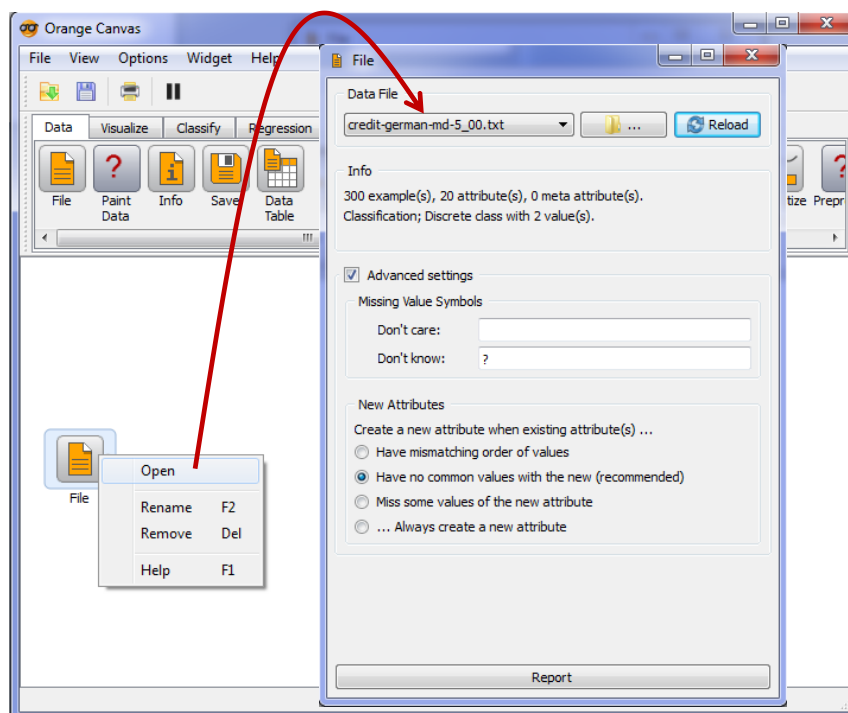 Orange Canvas
File View Options Widget Help
Data Visualize Classify Regression
File Paint Data Info Save Data Table
tize Prepr
File
Open
Rename F2
Remove Del
Help F1
File
Data File
credit-german-md-5_00.txt ... Reload
Info
300 example(s), 20 attribute(s), 0 meta attribute(s).
Classification; Discrete class with 2 value(s).
Advanced settings
Missing Value Symbols
Don't care:
Don't know: ?
New Attributes
Create a new attribute when existing attribute(s) ...
Have mismatching order of values
Have no common values with the new (recommended)
Miss some values of the new attribute
... Always create a new attribute
Report